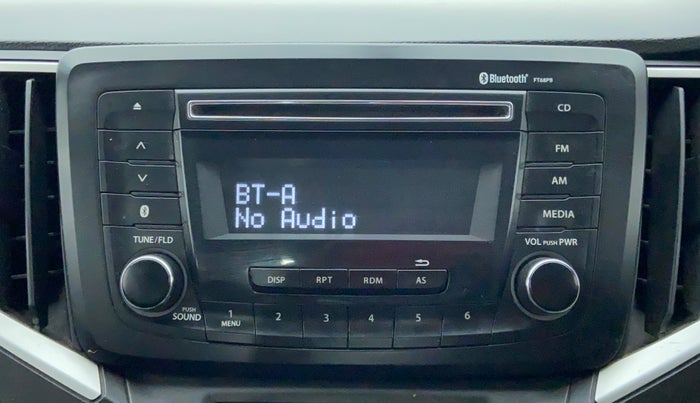 Bluetooth® FT68PB
CD
FM
AM
MEDIA
BT-A
No Audio
TUNE/FLD
VOL PUSH PWR
DISP RPT RDM AS
PUSH
SOUND
1 2 3 4 5 6
MENU